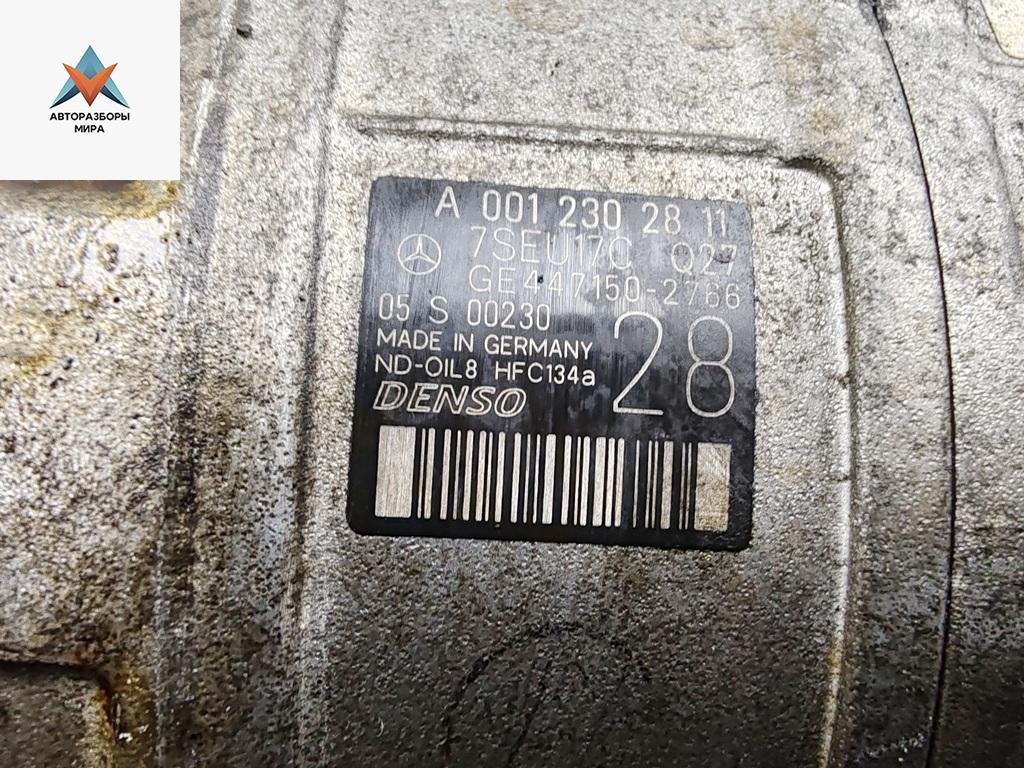 АВТОРАЗБОРЫ
МИРА
A 001 230 28 11
7SEU17C Q27
GE447150-2766
05 S 00230
28
MADE IN GERMANY
ND-OIL8 HFC134a
DENSO